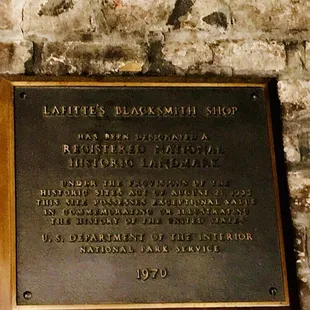 LAFITTE'S BLACKSMITH SHOP
HAS BEEN DESIGNATED A
REGISTERED NATIONAL
HISTORIC LANDMARK
UNDER THE PROVISIONS OF THE
HISTORIC SITES ACT OF AUGUST 21, 1935
THIS SITE POSSESSES EXCEPTIONAL VALUE
IN COMMEMORATING OR ILLUSTRATING
THE HISTORY OF THE UNITED STATES
U. S. DEPARTMENT OF THE INTERIOR
NATIONAL PARK SERVICE
1970